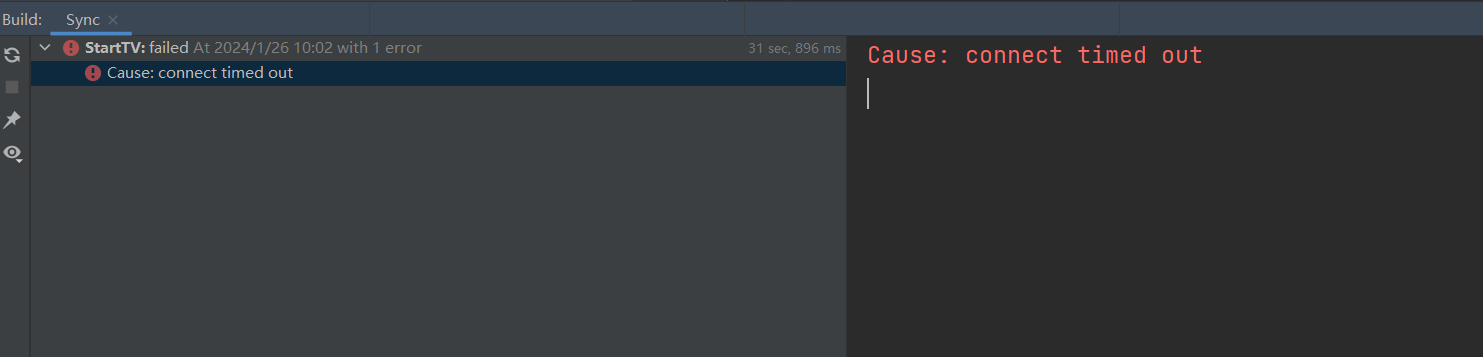 Build: Sync
StartTV: failed At 2024/1/26 10:02 with 1 error 31 sec, 896 ms
Cause: connect timed out
Cause: connect timed out